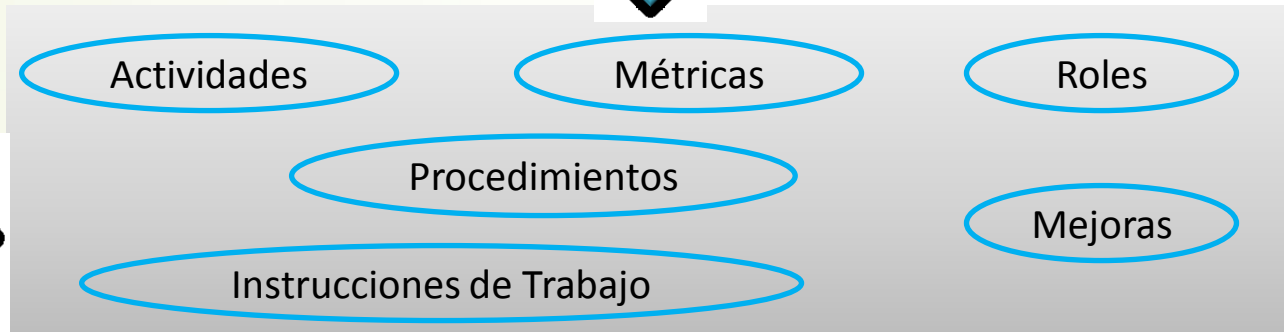 Actividades
Métricas
Roles
Procedimientos
Mejoras
Instrucciones de Trabajo